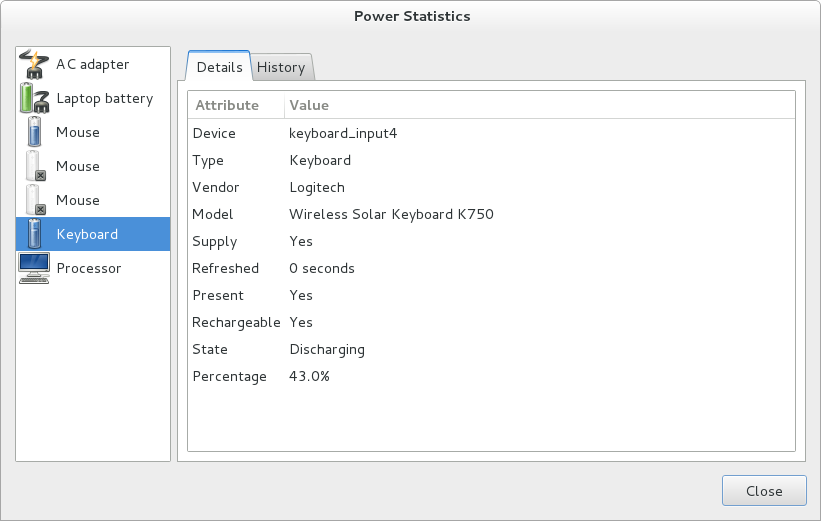 Power Statistics
AC adapter
Laptop battery
Mouse
Mouse
Mouse
Keyboard
Processor
Details History
Attribute Value
Device keyboard_input4
Type Keyboard
Vendor Logitech
Model Wireless Solar Keyboard K750
Supply Yes
Refreshed 0 seconds
Present Yes
Rechargeable Yes
State Discharging
Percentage 43.0%
Close